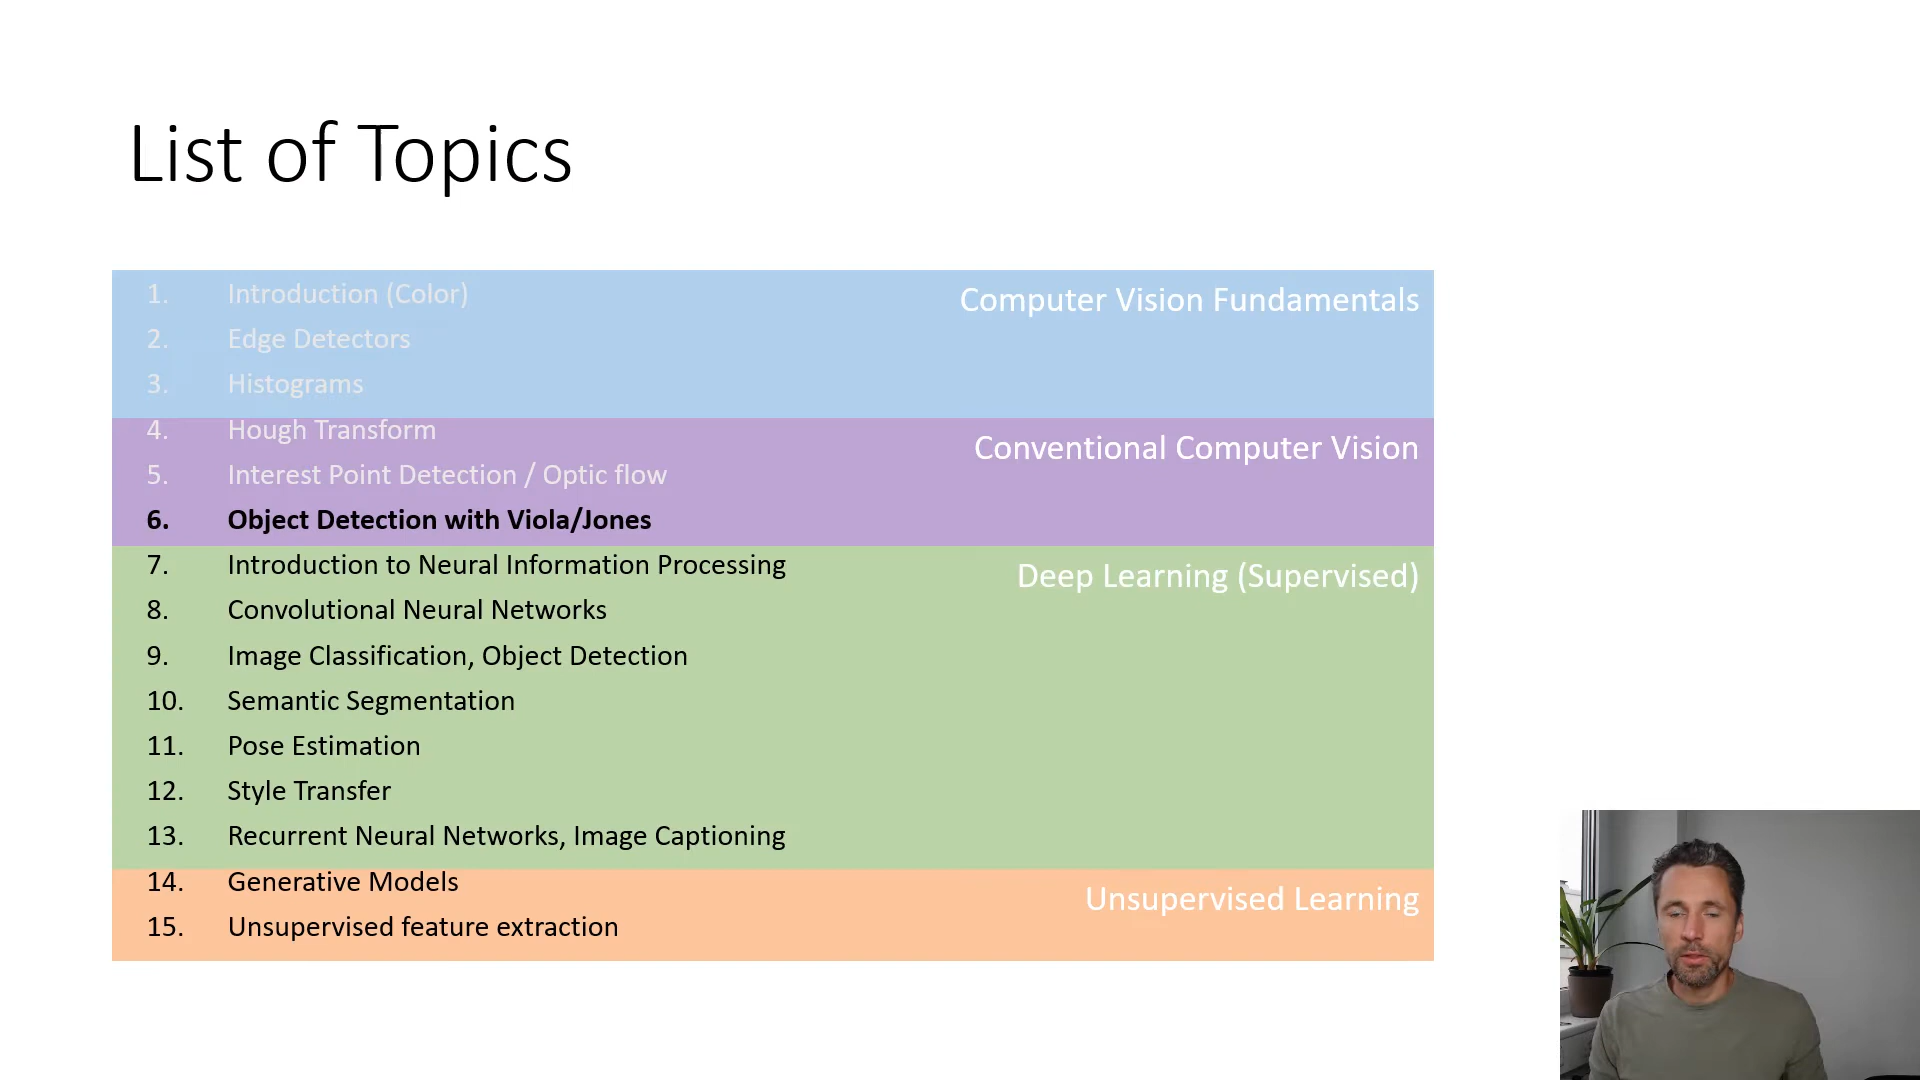 List of Topics
1. Introduction (Color)
Computer Vision Fundamentals
2. Edge Detectors
3. Histograms
4. Hough Transform
Conventional Computer Vision
5. Interest Point Detection / Optic flow
6. Object Detection with Viola/Jones
7. Introduction to Neural Information Processing
Deep Learning (Supervised)
8. Convolutional Neural Networks
9. Image Classification, Object Detection
10. Semantic Segmentation
11. Pose Estimation
12. Style Transfer
13. Recurrent Neural Networks, Image Captioning
14. Generative Models
Unsupervised Learning
15. Unsupervised feature extraction